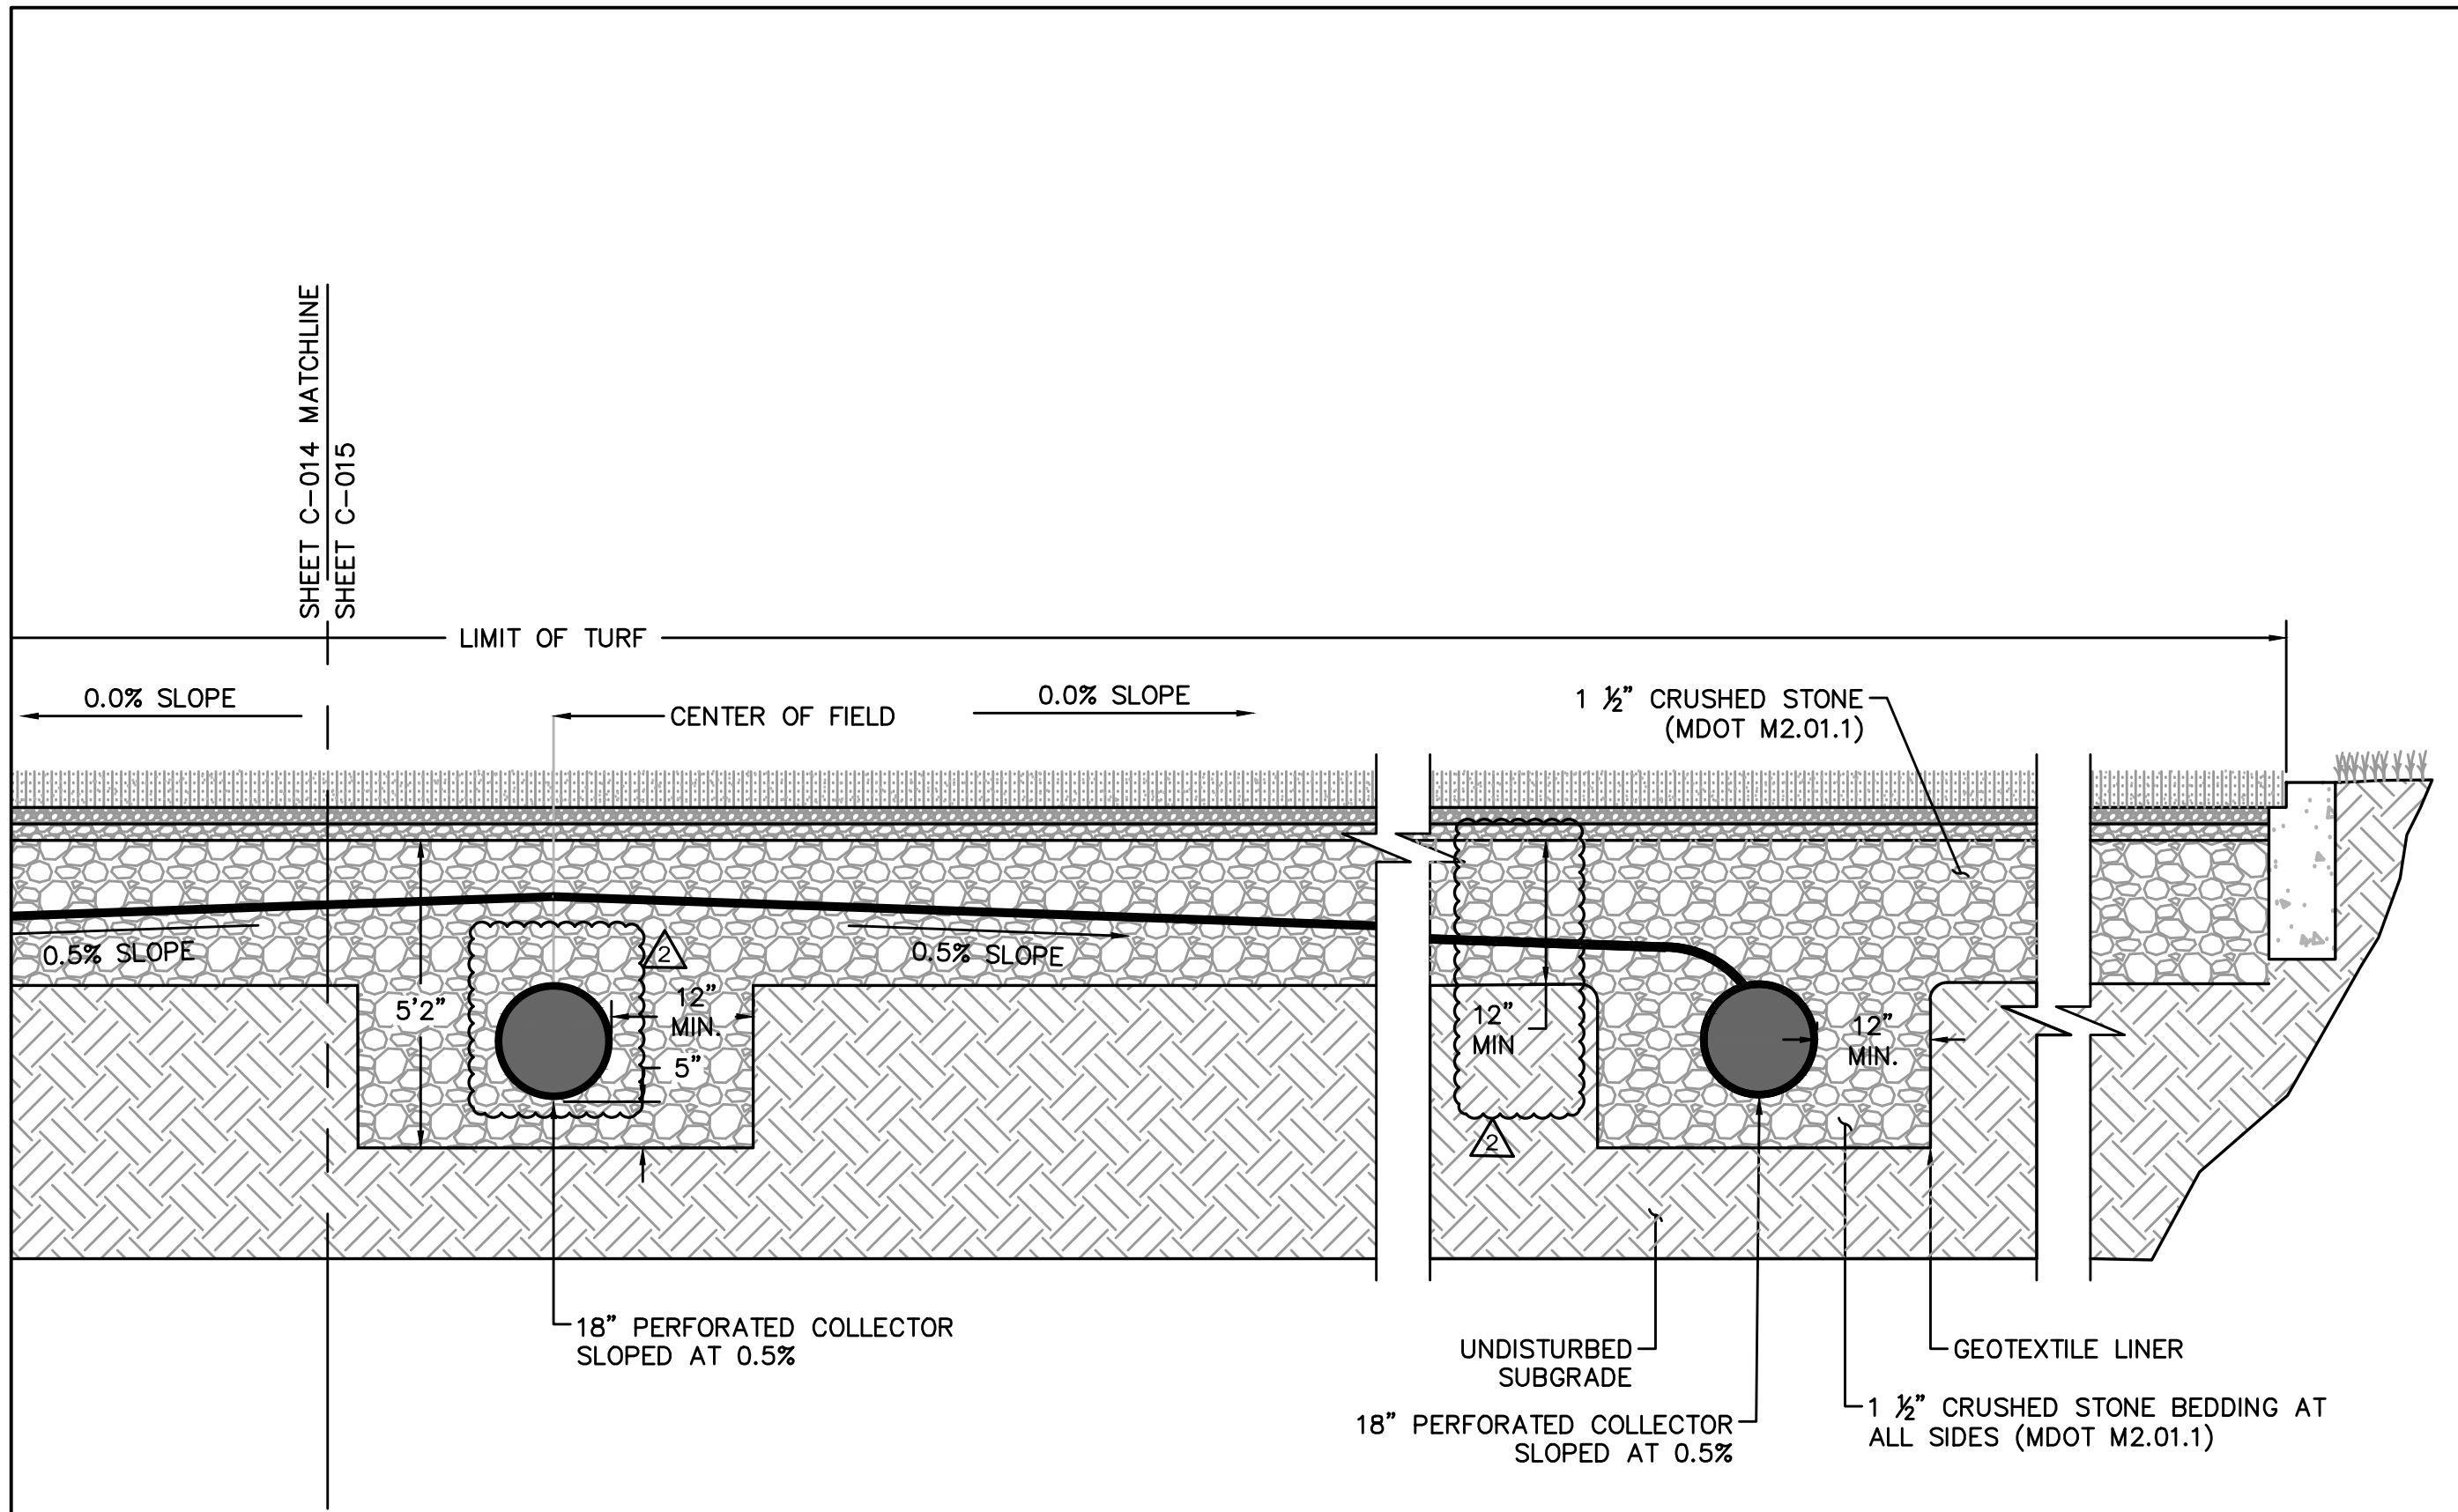 SHEET C-014 MATCHLINE
SHEET C-015
LIMIT OF TURF
0.0% SLOPE
CENTER OF FIELD
0.0% SLOPE
1 ½" CRUSHED STONE
(MDOT M2.01.1)
0.5% SLOPE
0.5% SLOPE
2
5'2"
12"
MIN.
5"
12"
MIN
2
12"
MIN.
18" PERFORATED COLLECTOR
SLOPED AT 0.5%
UNDISTURBED
SUBGRADE
GEOTEXTILE LINER
18" PERFORATED COLLECTOR
SLOPED AT 0.5%
1 ½" CRUSHED STONE BEDDING AT
ALL SIDES (MDOT M2.01.1)